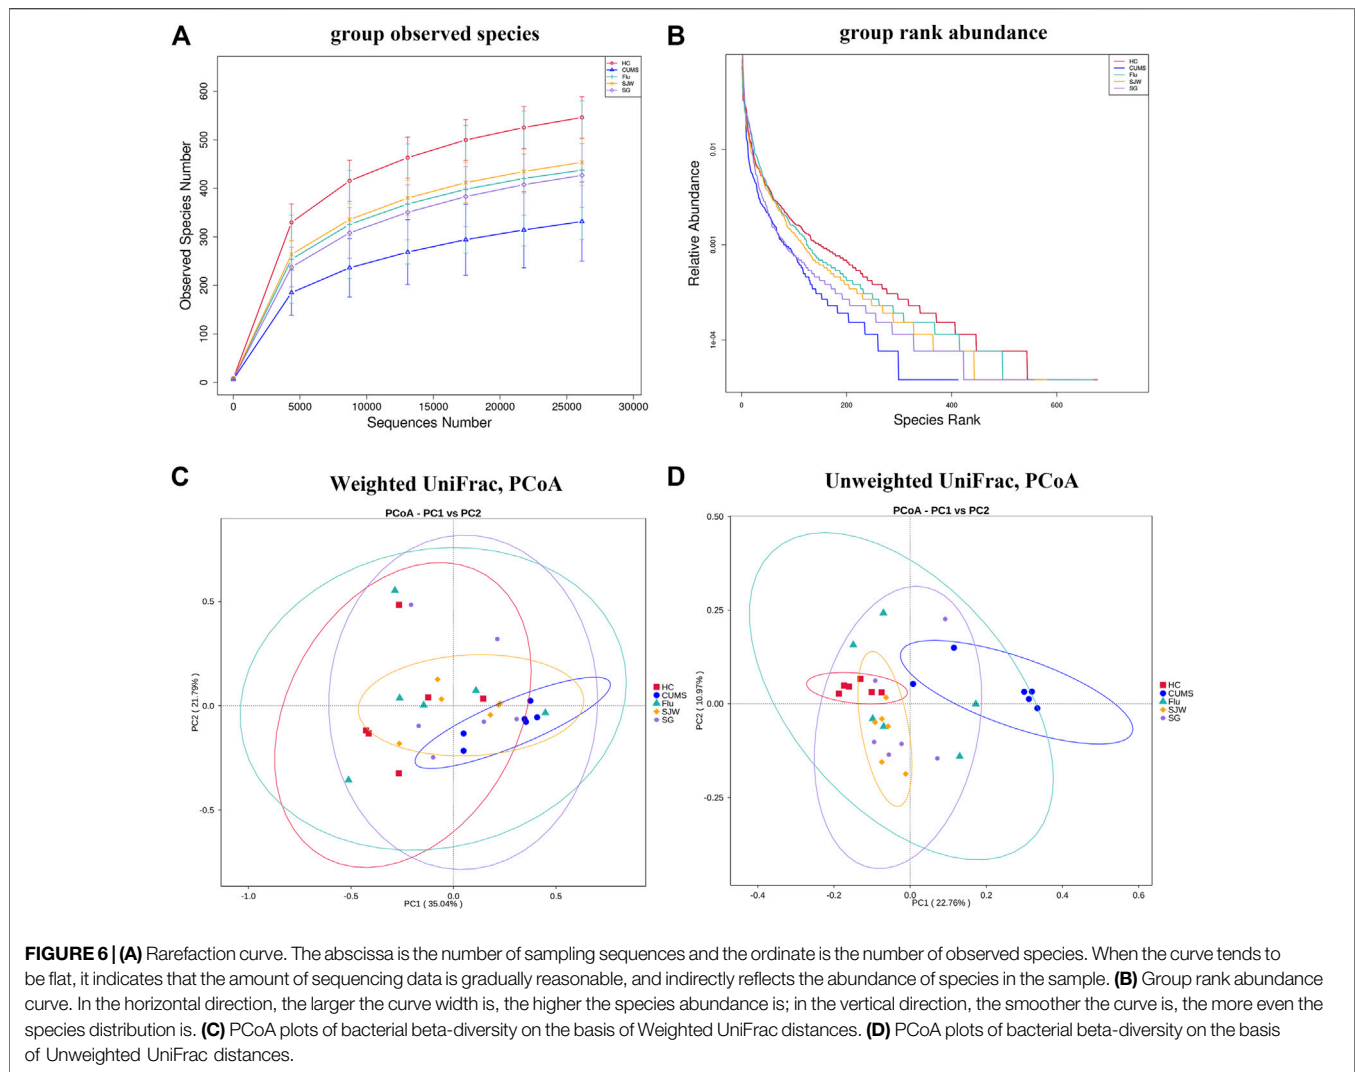 A
group observed species
HC
CUMS
Flu
SJW
SG
Observed Species Number
600
500
400
300
200
100
0
0 5000 10000 15000 20000 25000 30000
Sequences Number
B
group rank abundance
HC
CUMS
Flu
SJW
SG
Relative Abundance
0.01
0.001
1e-04
0 200 400 600
Species Rank
C
Weighted UniFrac, PCoA
PCoA - PC1 vs PC2
PC2 ( 21.79%)
0.5
0.0
-0.5
-1.0 -0.5 0.0 0.5
PC1 ( 35.04%)
HC
CUMS
Flu
SJW
SG
D
Unweighted UniFrac, PCoA
PCoA - PC1 vs PC2
PC2 ( 10.97%)
0.50
0.25
0.00
-0.25
-0.4 -0.2 0.0 0.2 0.4 0.6
PC1 ( 22.76%)
HC
CUMS
Flu
SJW
SG
FIGURE 6 | (A) Rarefaction curve. The abscissa is the number of sampling sequences and the ordinate is the number of observed species. When the curve tends to
be flat, it indicates that the amount of sequencing data is gradually reasonable, and indirectly reflects the abundance of species in the sample. (B) Group rank abundance
curve. In the horizontal direction, the larger the curve width is, the higher the species abundance is; in the vertical direction, the smoother the curve is, the more even the
species distribution is. (C) PCoA plots of bacterial beta-diversity on the basis of Weighted UniFrac distances. (D) PCoA plots of bacterial beta-diversity on the basis
of Unweighted UniFrac distances.